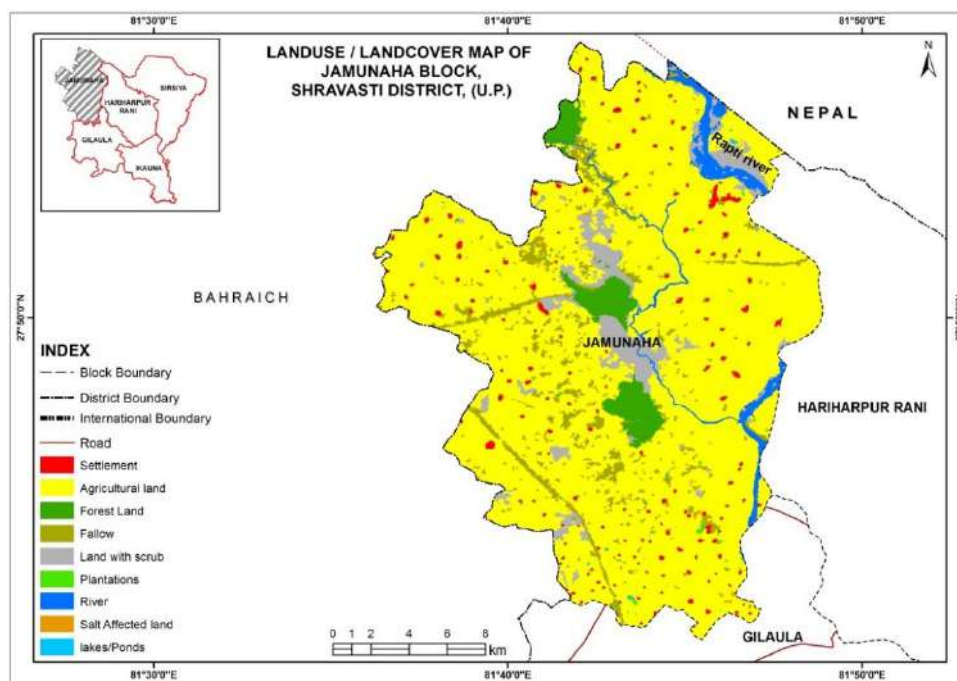 81°30'0"E
81°40'0"E
81°50'0"E
LANDUSE / LANDCOVER MAP OF
JAMUNAHA BLOCK,
SHRAVASTI DISTRICT, (U.P.)
N
JAMUNAHA
SIRSIYA
HARIHARPUR
RANI
GILAULA
IKAUNA
NEPAL
Rapti river
BAHRAICH
27°50'0"N
JAMUNAHA
HARIHARPUR RANI
GILAULA
INDEX
Block Boundary
District Boundary
International Boundary
Road
Settlement
Agricultural land
Forest Land
Fallow
Land with scrub
Plantations
River
Salt Affected land
lakes/Ponds
0 1 2 4 6 8
km
81°30'0"E
81°40'0"E
81°50'0"E